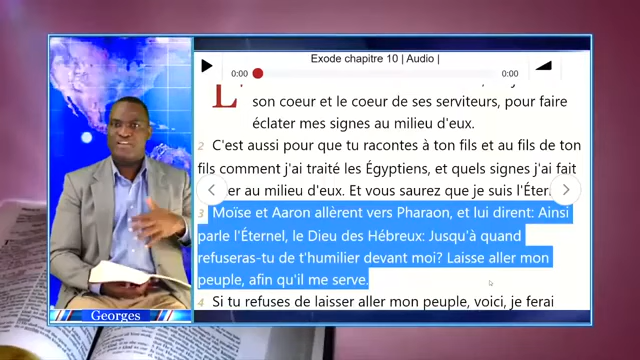 Exode chapitre 10 | Audio |
0:00
0:00
L
son coeur et le coeur de ses serviteurs, pour faire
éclater mes signes au milieu d'eux.
2 C'est aussi pour que tu racontes à ton fils et au fils de ton
fils comment j'ai traité les Égyptiens, et quels signes j'ai fait
er au milieu d'eux. Et vous saurez que je suis l'Éter
3 Moïse et Aaron allèrent vers Pharaon, et lui dirent: Ainsi
parle l'Éternel, le Dieu des Hébreux: Jusqu'à quand
refuseras-tu de t'humilier devant moi? Laisse aller mon
peuple, afin qu'il me serve.
4 Si tu refuses de laisser aller mon peuple, voici, je ferai
Georges